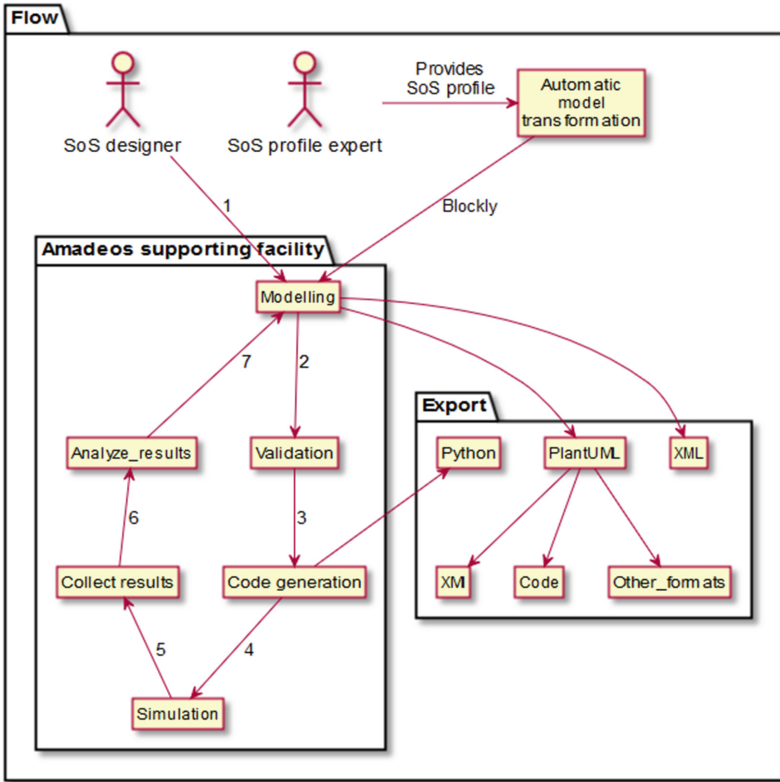 Flow
Provides
SoS profile
Automatic
model
transformation
SoS designer
SoS profile expert
1
Blockly
Amadeos supporting facility
Modelling
7
2
Export
Analyze_results
Validation
Python
PlantUML
XML
6
3
Collect results
Code generation
XMI
Code
Other_formats
5
4
Simulation